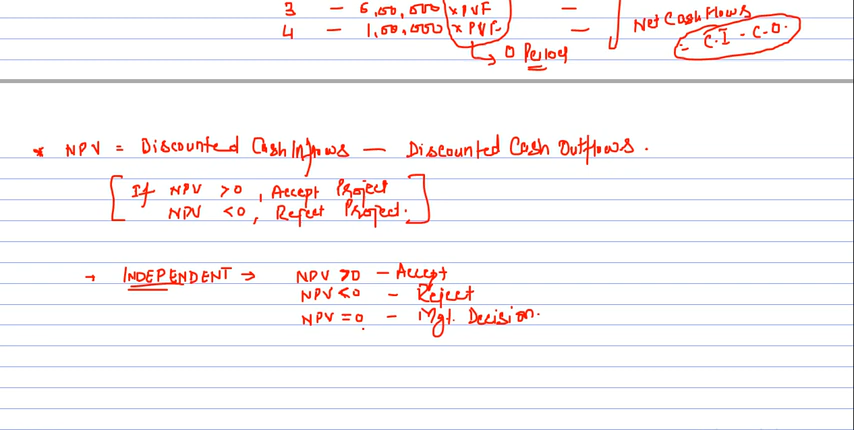 3 - 6,00,000 × PVF -
4 - 1,00,000 × PVF - Net Cash Flows
= C.I - C.O.
→ 0 Period
* NPV = Discounted Cash Inflows - Discounted Cash Outflows.
[If NPV >0, Accept Project
NPV <0, Reject Project.]
→ INDEPENDENT → NPV >0 - Accept
NPV <0 - Reject
NPV =0 - Mgt. Decision.